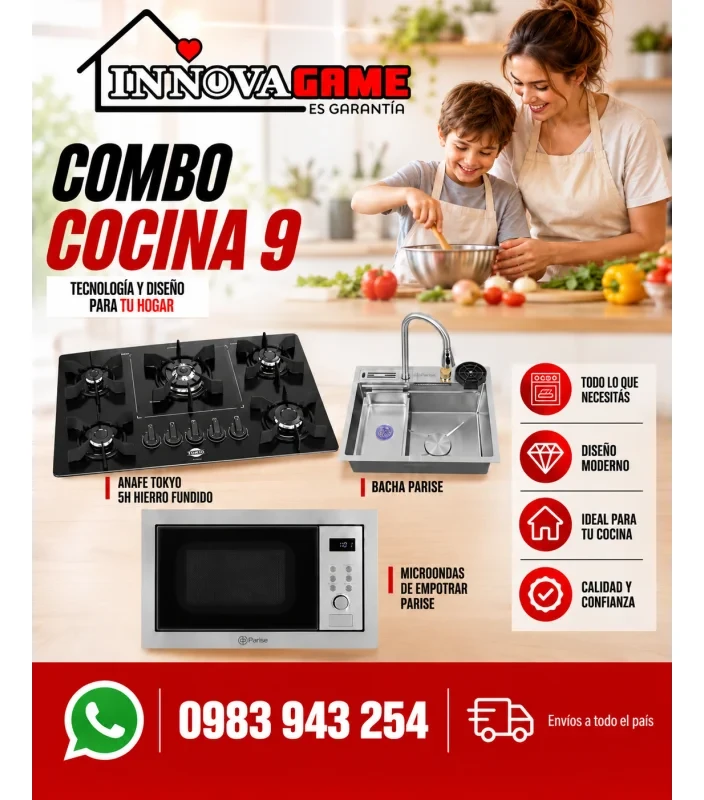 INNOVAGAME
ES GARANTÍA
COMBO
COCINA 9
TECNOLOGÍA Y DISEÑO
PARA TU HOGAR
ANAFE TOKYO
5H HIERRO FUNDIDO
BACHA PARISE
MICROONDAS
DE EMPOTRAR
PARISE
Parise
TODO LO QUE
NECESITÁS
DISEÑO
MODERNO
IDEAL PARA
TU COCINA
CALIDAD Y
CONFIANZA
0983 943 254
Envíos a todo el país